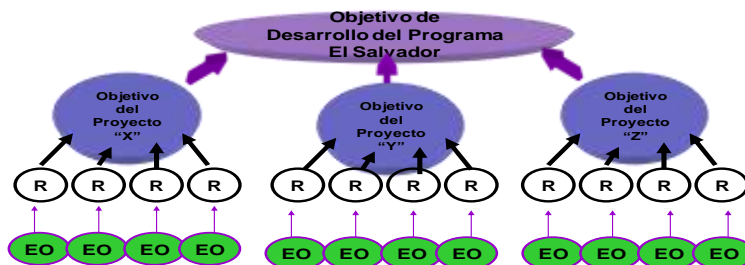 Objetivo de
Desarrollo del Programa
El Salvador
Objetivo
del
Proyecto
“X”
Objetivo
del
Proyecto
“Y”
Objetivo
del
Proyecto
“Z”
R R R R R R R R R R R R
EO EO EO EO EO EO EO EO EO EO EO EO